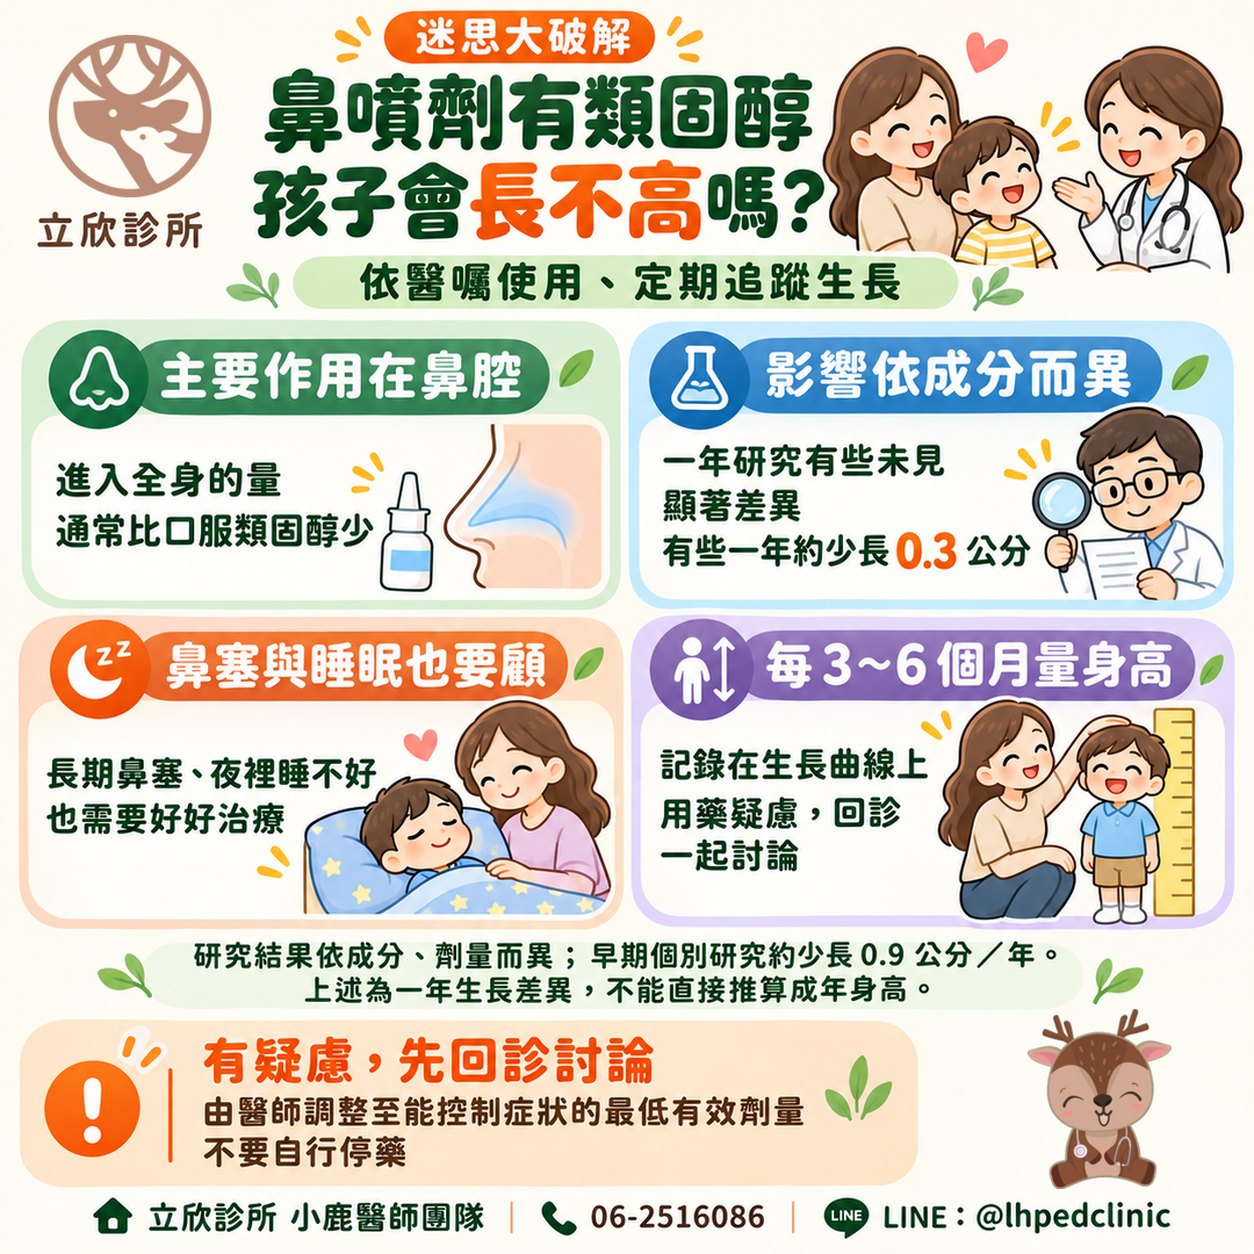 迷思大破解
立欣診所
鼻噴劑有類固醇
孩子會長不高嗎?
依醫囑使用、定期追蹤生長
主要作用在鼻腔
進入全身的量
通常比口服類固醇少
影響依成分而異
一年研究有些未見
顯著差異
有些一年約少長 0.3 公分
zzz
鼻塞與睡眠也要顧
長期鼻塞、夜裡睡不好
也需要好好治療
每 3~6 個月量身高
記錄在生長曲線上
用藥疑慮,回診
一起討論
研究結果依成分、劑量而異；早期個別研究約少長 0.9 公分／年。
上述為一年生長差異，不能直接推算成年身高。
有疑慮，先回診討論
由醫師調整至能控制症狀的最低有效劑量
不要自行停藥
立欣診所 小鹿醫師團隊 | 06-2516086 | LINE LINE：@lhpedclinic